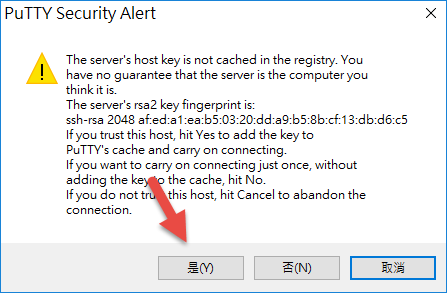 PuTTY Security Alert
The server's host key is not cached in the registry. You
have no guarantee that the server is the computer you
think it is.
The server's rsa2 key fingerprint is:
ssh-rsa 2048 af:ed:a1:ea:b5:03:20:dd:a9:b5:8b:cf:13:db:d6:c5
If you trust this host, hit Yes to add the key to
PuTTY's cache and carry on connecting.
If you want to carry on connecting just once, without
adding the key to the cache, hit No.
If you do not trust this host, hit Cancel to abandon the
connection.
是(Y) 否(N) 取消